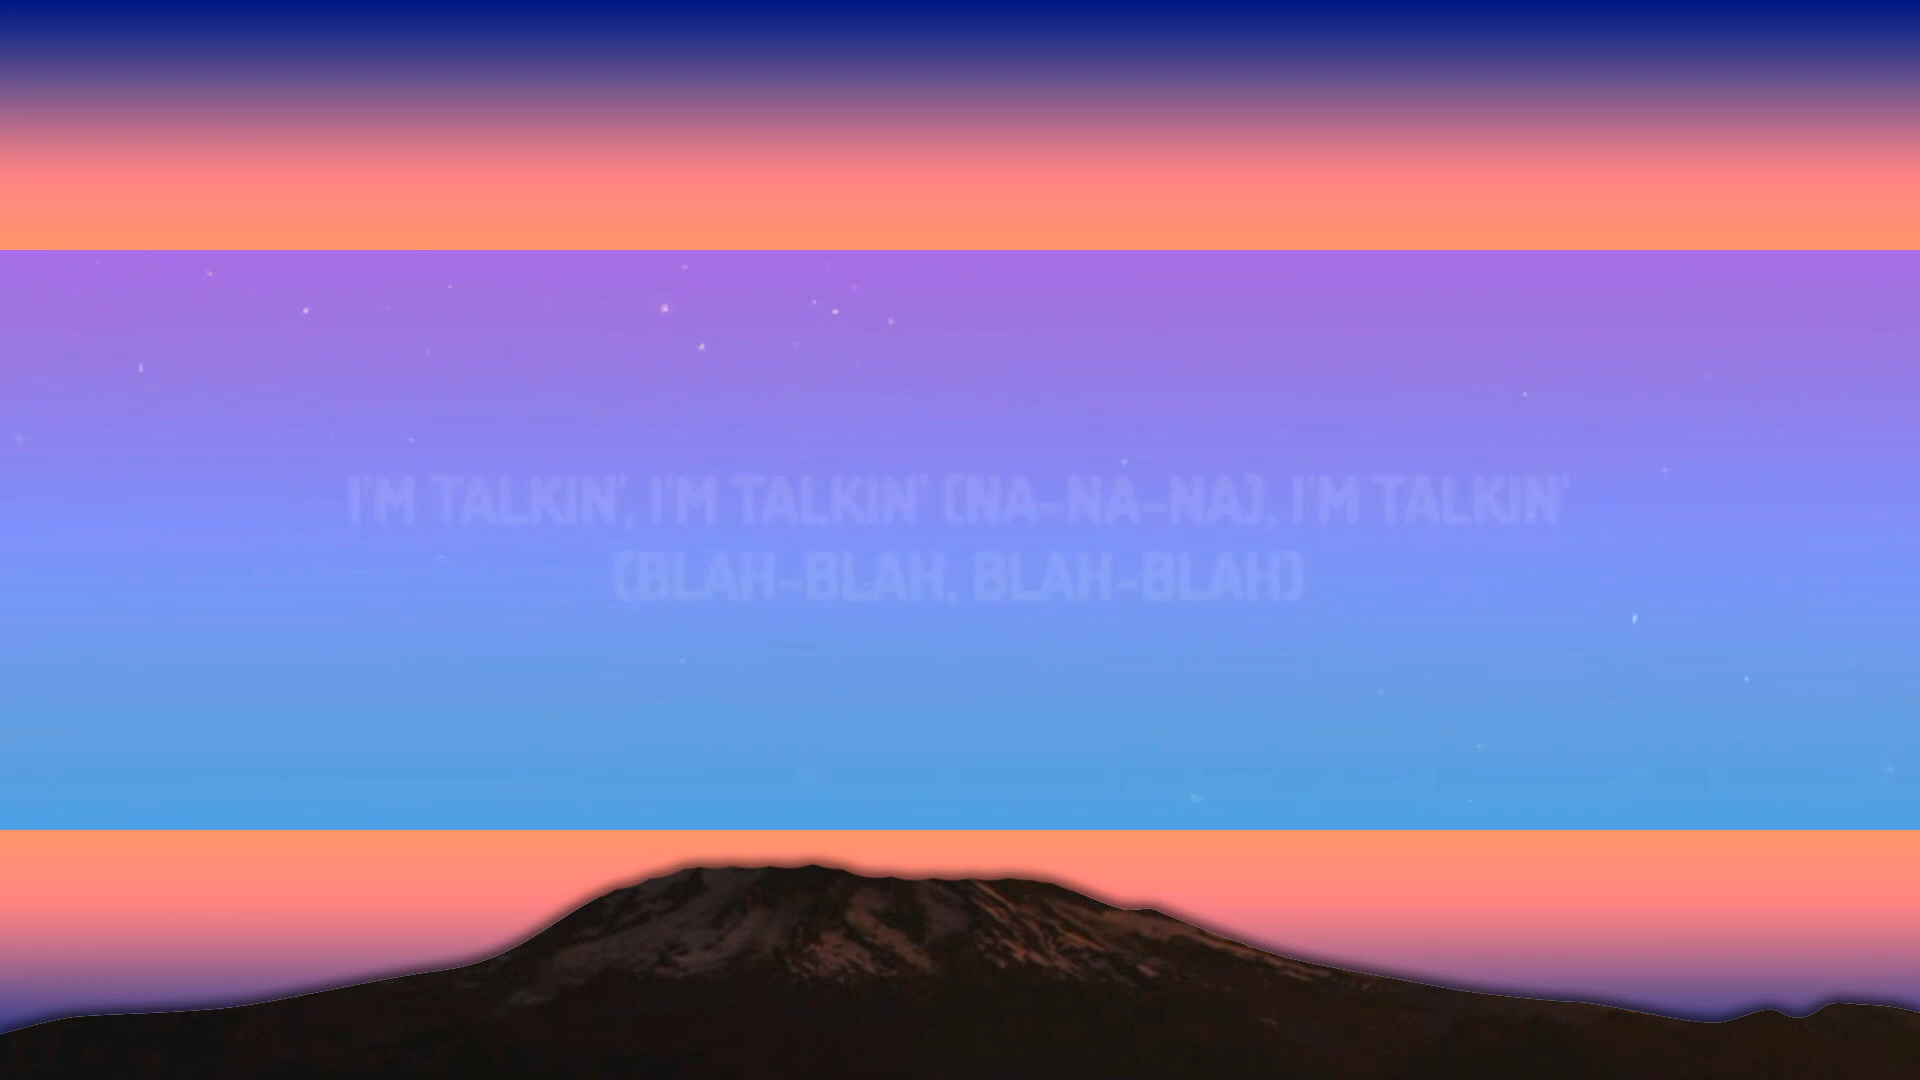 I'M TALKIN', I'M TALKIN' (NA-NA-NA), I'M TALKIN'
(BLAH-BLAH, BLAH-BLAH)